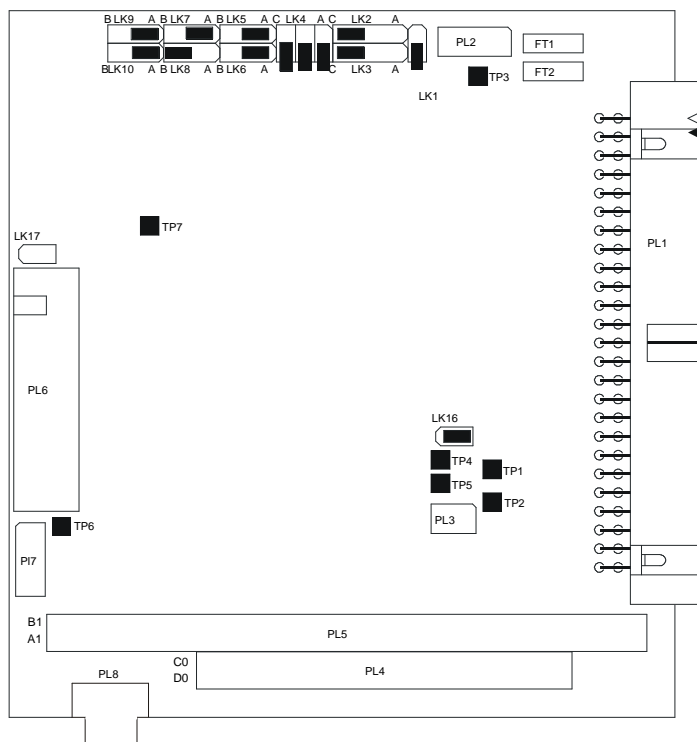 B LK9 A B LK7 A B LK5 A C LK4 A C LK2 A
BLK10 A B LK8 A B LK6 A C LK3 A
PL2
FT1
FT2
TP3
LK1
TP7
LK17
PL1
PL6
LK16
TP4
TP1
TP5
TP2
PL3
TP6
PI7
B1
A1
PL5
C0
D0
PL4
PL8